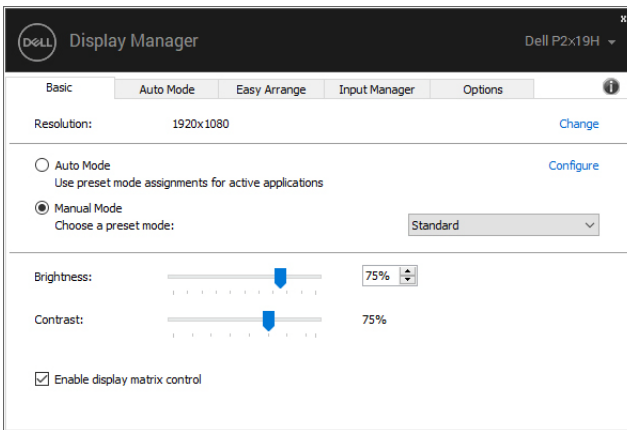 x
DELL Display Manager Dell P2x19H
Basic Auto Mode Easy Arrange Input Manager Options i
Resolution: 1920x1080 Change
Auto Mode Configure
Use preset mode assignments for active applications
Manual Mode
Choose a preset mode: Standard
Brightness: 75%
Contrast: 75%
Enable display matrix control